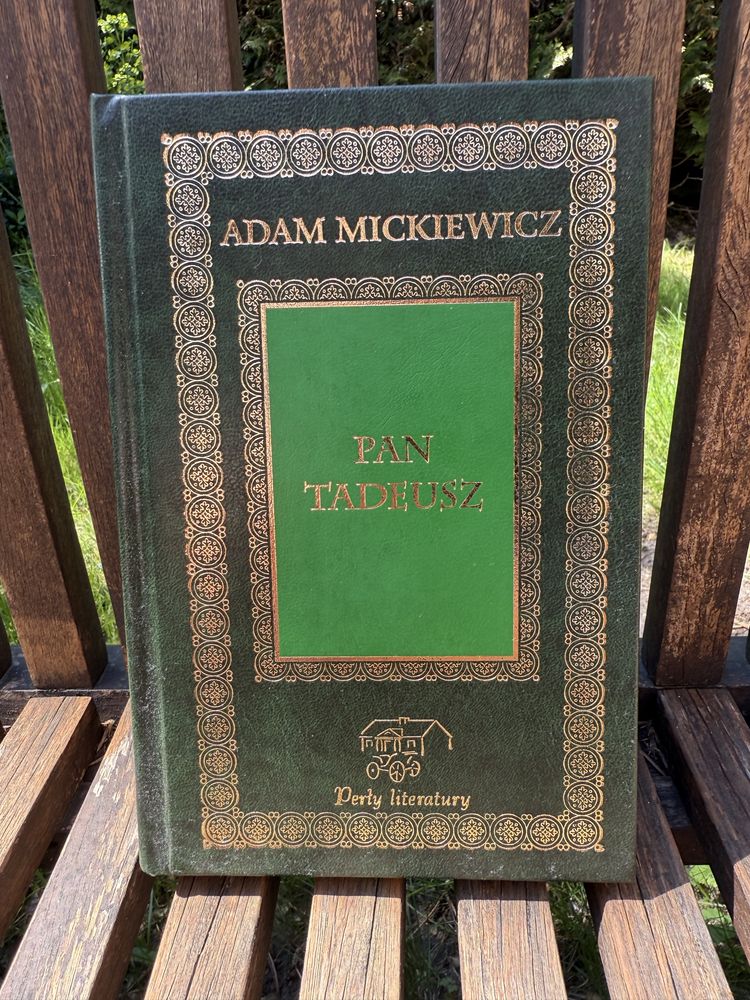 ADAM MICKIEWICZ
PAN
TADEUSZ
Perły literatury